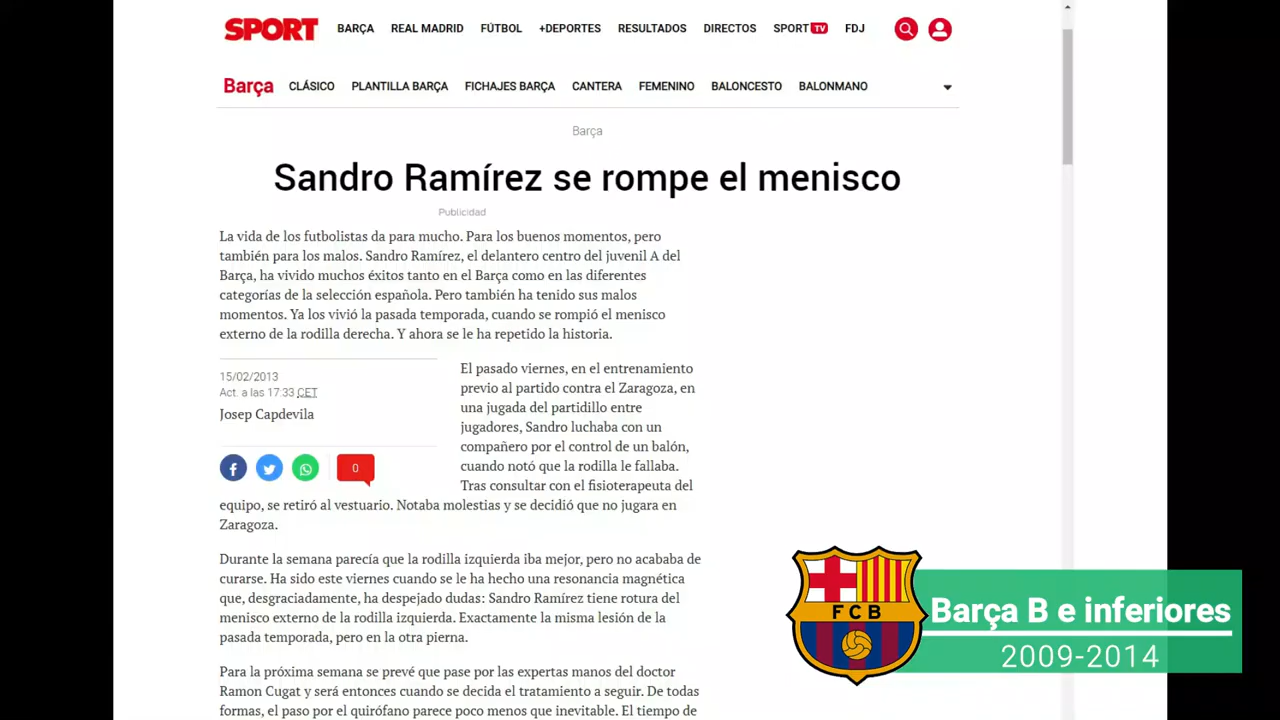 SPORT BARÇA REAL MADRID FÚTBOL +DEPORTES RESULTADOS DIRECTOS SPORT TV FDJ
Barça CLÁSICO PLANTILLA BARÇA FICHAJES BARÇA CANTERA FEMENINO BALONCESTO BALONMANO
Barça
Sandro Ramírez se rompe el menisco
Publicidad
La vida de los futbolistas da para mucho. Para los buenos momentos, pero
también para los malos. Sandro Ramírez, el delantero centro del juvenil A del
Barça, ha vivido muchos éxitos tanto en el Barça como en las diferentes
categorías de la selección española. Pero también ha tenido sus malos
momentos. Ya los vivió la pasada temporada, cuando se rompió el menisco
externo de la rodilla derecha. Y ahora se le ha repetido la historia.
15/02/2013
Act. a las 17:33 CET
Josep Capdevila
0
El pasado viernes, en el entrenamiento
previo al partido contra el Zaragoza, en
una jugada del partidillo entre
jugadores, Sandro luchaba con un
compañero por el control de un balón,
cuando notó que la rodilla le fallaba.
Tras consultar con el fisioterapeuta del
equipo, se retiró al vestuario. Notaba molestias y se decidió que no jugara en
Zaragoza.
Durante la semana parecía que la rodilla izquierda iba mejor, pero no acababa de
curarse. Ha sido este viernes cuando se le ha hecho una resonancia magnética
que, desgraciadamente, ha despejado dudas: Sandro Ramírez tiene rotura del
menisco externo de la rodilla izquierda. Exactamente la misma lesión de la
pasada temporada, pero en la otra pierna.
Para la próxima semana se prevé que pase por las expertas manos del doctor
Ramon Cugat y será entonces cuando se decida el tratamiento a seguir. De todas
formas, el paso por el quirófano parece poco menos que inevitable. El tiempo de
FCB
Barça B e inferiores
2009-2014